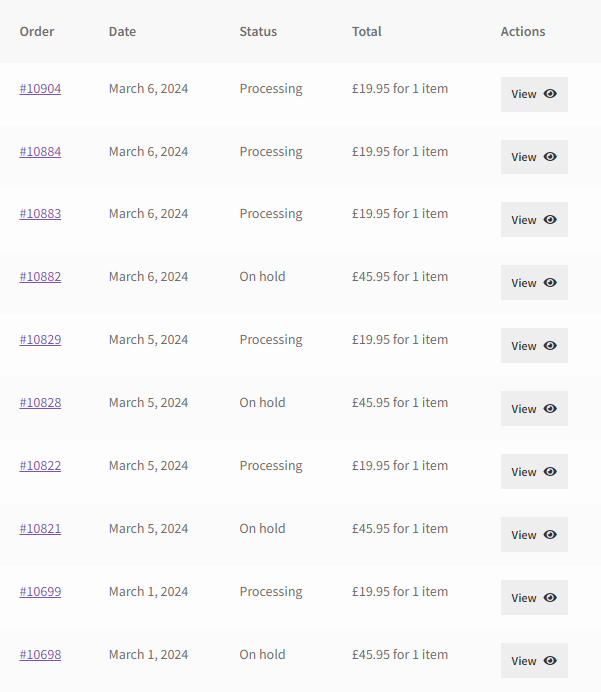 Order Date Status Total Actions
#10904 March 6, 2024 Processing £19.95 for 1 item View
#10884 March 6, 2024 Processing £19.95 for 1 item View
#10883 March 6, 2024 Processing £19.95 for 1 item View
#10882 March 6, 2024 On hold £45.95 for 1 item View
#10829 March 5, 2024 Processing £19.95 for 1 item View
#10828 March 5, 2024 On hold £45.95 for 1 item View
#10822 March 5, 2024 Processing £19.95 for 1 item View
#10821 March 5, 2024 On hold £45.95 for 1 item View
#10699 March 1, 2024 Processing £19.95 for 1 item View
#10698 March 1, 2024 On hold £45.95 for 1 item View